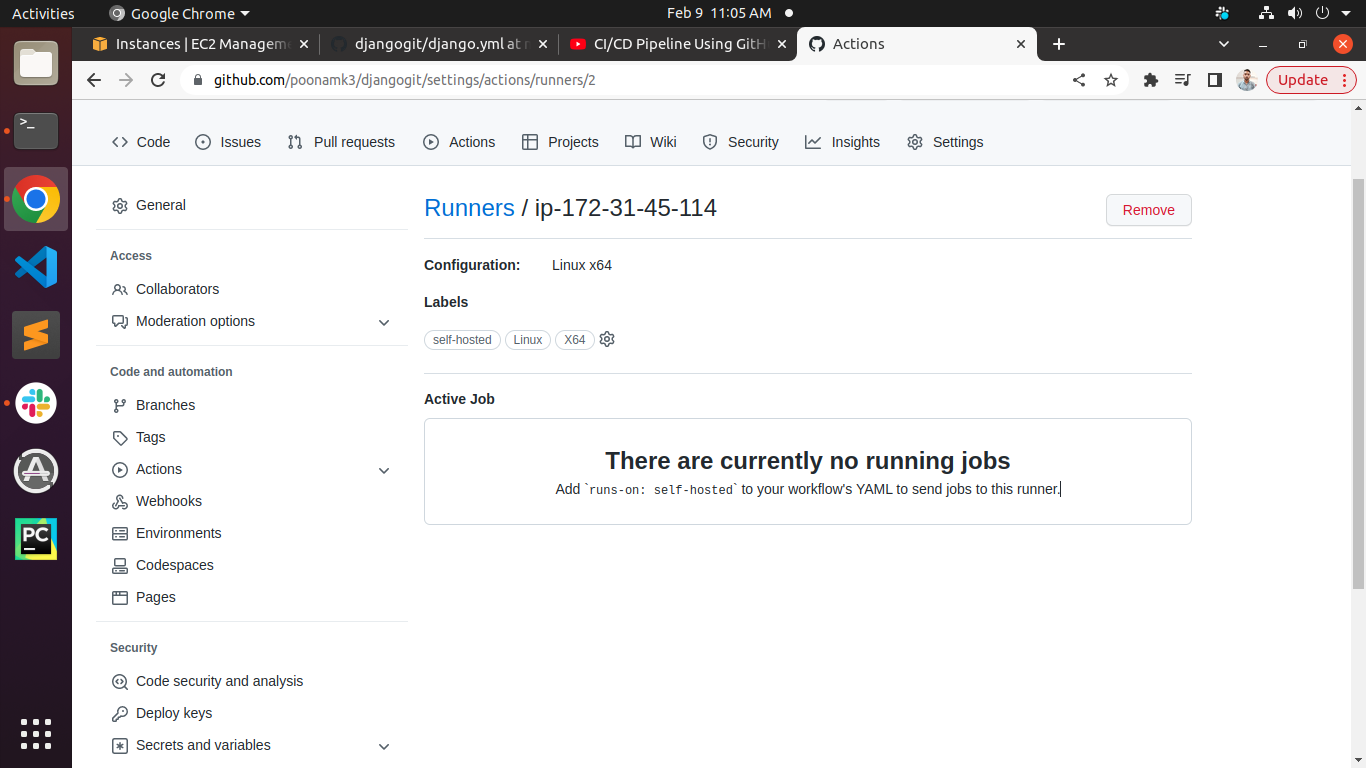 Activities
Google Chrome
Feb 9 11:05 AM
Instances | EC2 Managem
djangogit/django.yml at
CI/CD Pipeline Using GitH
Actions
github.com/poonamk3/djangogit/settings/actions/runners/2
Update
Code
Issues
Pull requests
Actions
Projects
Wiki
Security
Insights
Settings
General
Access
Collaborators
Moderation options
Code and automation
Branches
Tags
Actions
Webhooks
Environments
Codespaces
Pages
Security
Code security and analysis
Deploy keys
Secrets and variables
Runners / ip-172-31-45-114
Remove
Configuration: Linux x64
Labels
self-hosted Linux X64
Active Job
There are currently no running jobs
Add `runs-on: self-hosted` to your workflow's YAML to send jobs to this runner.
>_
PC